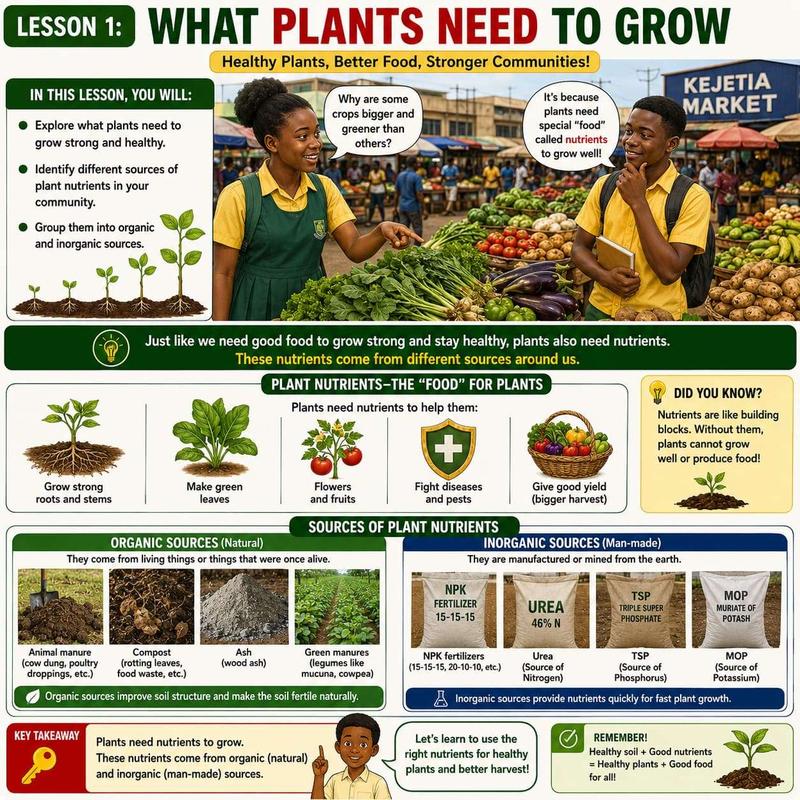 LESSON 1:
WHAT PLANTS NEED TO GROW
Healthy Plants, Better Food, Stronger Communities!
IN THIS LESSON, YOU WILL:
Explore what plants need to
grow strong and healthy.
Identify different sources of
plant nutrients in your
community.
Group them into organic
and inorganic sources.
Why are some
crops bigger and
greener than
others?
It's because
plants need
special "food"
called nutrients
to grow well!
KEJETIA
MARKET
Just like we need good food to grow strong and stay healthy, plants also need nutrients.
These nutrients come from different sources around us.
PLANT NUTRIENTS–THE "FOOD" FOR PLANTS
Plants need nutrients to help them:
Grow strong
roots and stems
Make green
leaves
Flowers
and fruits
Fight diseases
and pests
Give good yield
(bigger harvest)
DID YOU KNOW?
Nutrients are like building
blocks. Without them,
plants cannot grow
well or produce food!
SOURCES OF PLANT NUTRIENTS
ORGANIC SOURCES (Natural)
They come from living things or things that were once alive.
Animal manure
(cow dung, poultry
droppings, etc.)
Compost
(rotting leaves,
food waste, etc.)
Ash
(wood ash)
Green manures
(legumes like
mucuna, cowpea)
Organic sources improve soil structure and make the soil fertile naturally.
INORGANIC SOURCES (Man-made)
They are manufactured or mined from the earth.
NPK
FERTILIZER
15-15-15
UREA
46% N
TSP
TRIPLE SUPER
PHOSPHATE
MOP
MURIATE OF
POTASH
NPK fertilizers
(15-15-15, 20-10-10, etc.)
Urea
(Source of
Nitrogen)
TSP
(Source of
Phosphorus)
MOP
(Source of
Potassium)
Inorganic sources provide nutrients quickly for fast plant growth.
KEY TAKEAWAY
Plants need nutrients to grow.
These nutrients come from organic (natural)
and inorganic (man-made) sources.
Let's learn to use the
right nutrients for healthy
plants and better harvest!
REMEMBER!
Healthy soil + Good nutrients
= Healthy plants + Good food
for all!